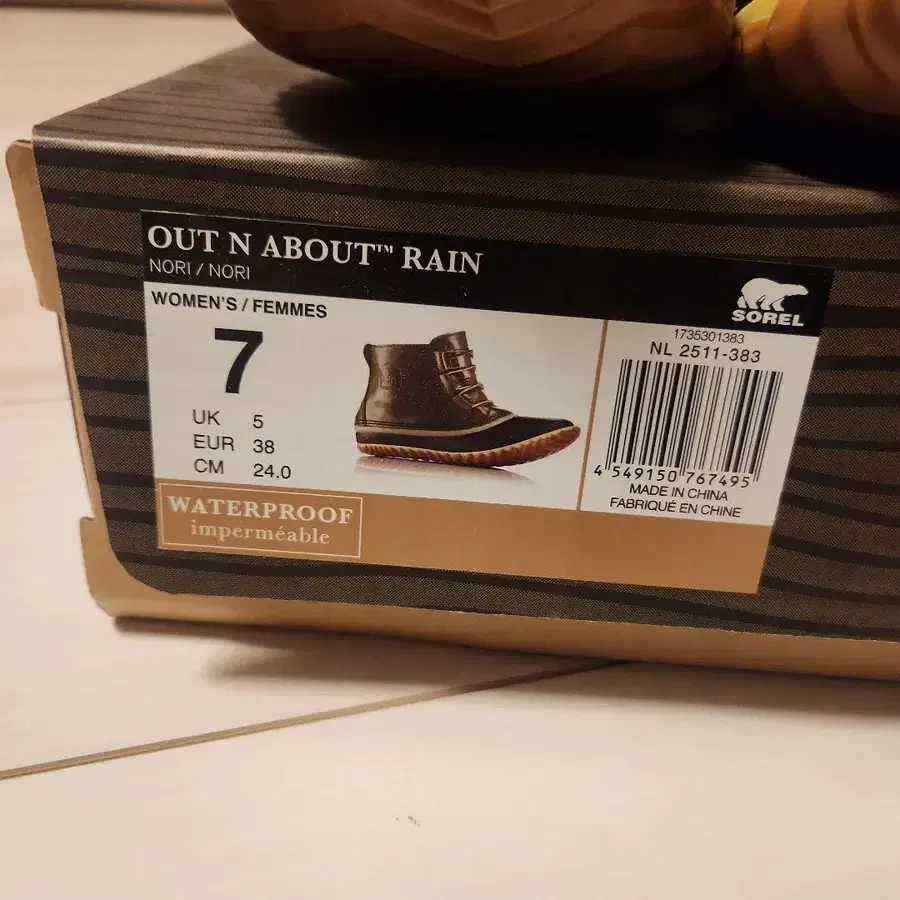 OUT N ABOUT™ RAIN
NORI / NORI
SOREL
WOMEN'S / FEMMES
7
UK 5
EUR 38
CM 24.0
1735301383
NL 2511-383
4 549150 767495
MADE IN CHINA
FABRIQUÉ EN CHINE
WATERPROOF
imperméable